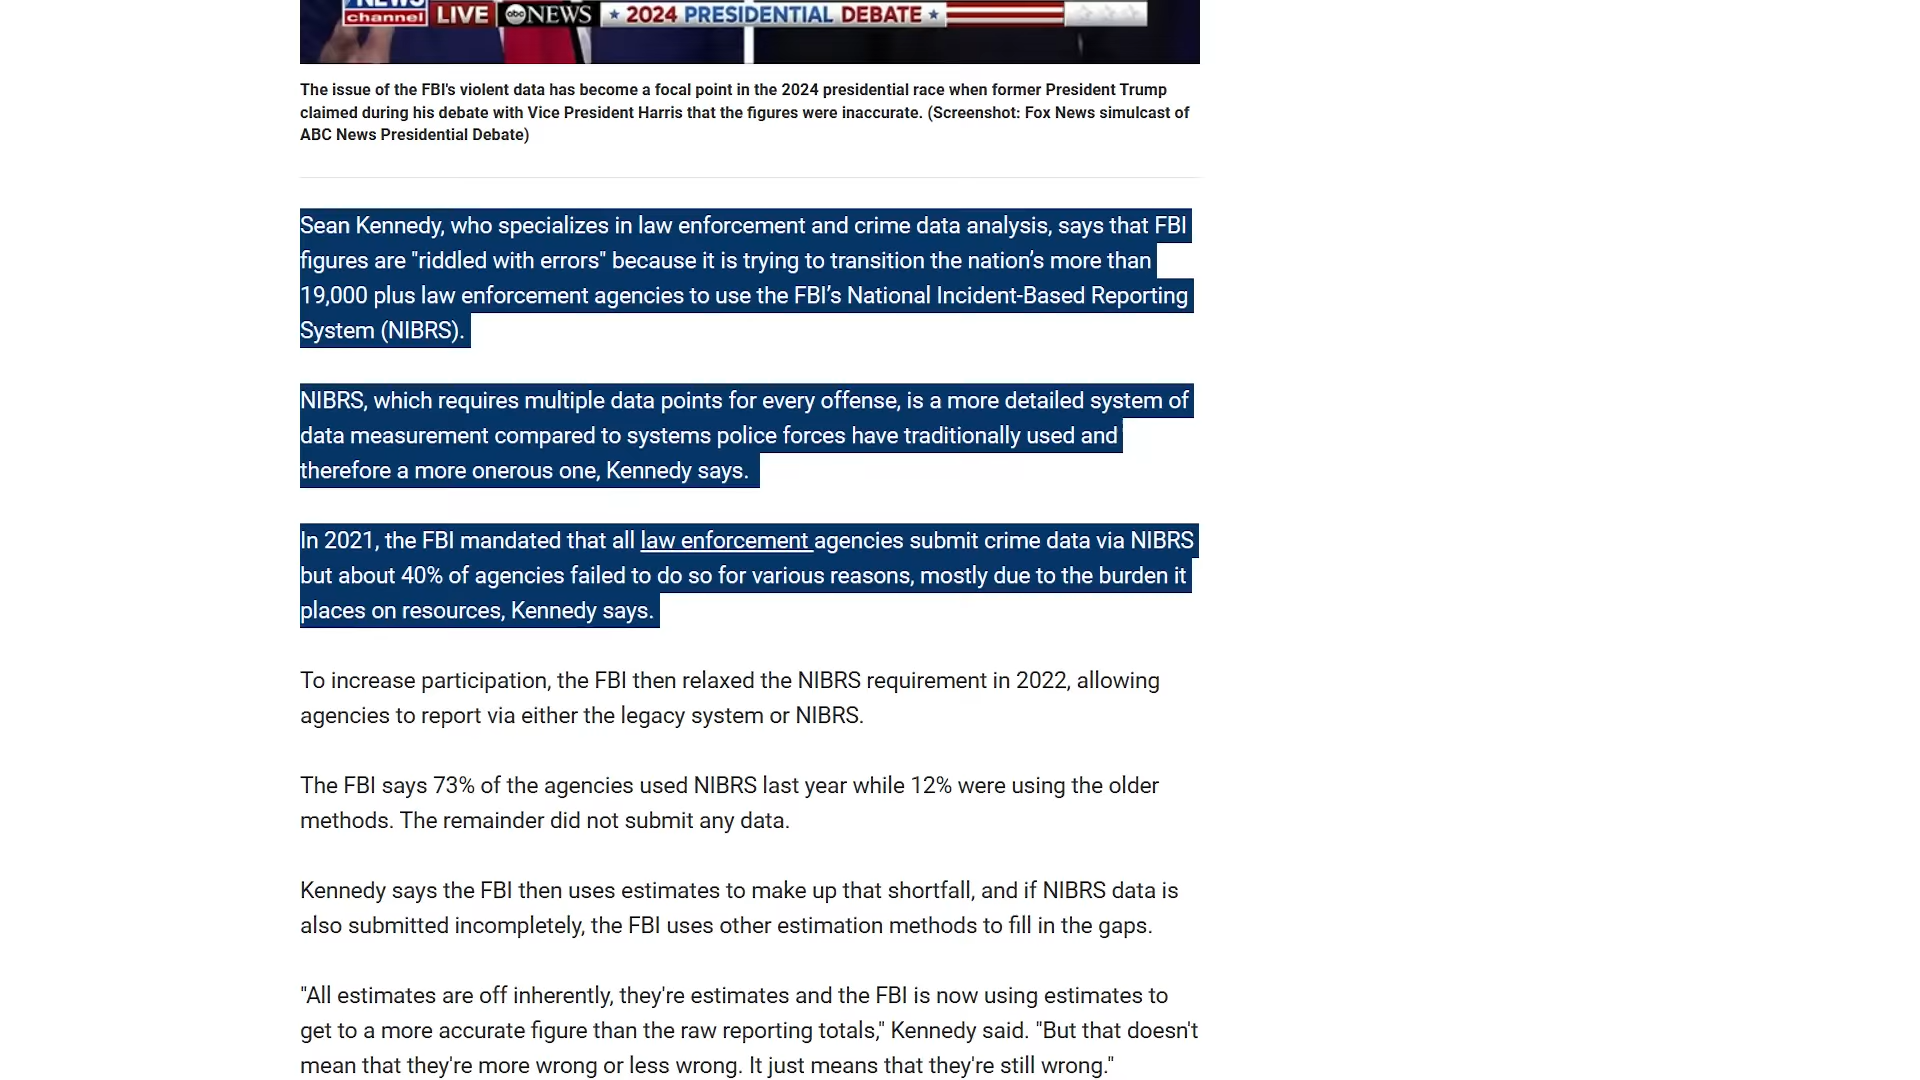 NEWS
channel LIVE abc NEWS ★ 2024 PRESIDENTIAL DEBATE ★
The issue of the FBI's violent data has become a focal point in the 2024 presidential race when former President Trump
claimed during his debate with Vice President Harris that the figures were inaccurate. (Screenshot: Fox News simulcast of
ABC News Presidential Debate)
Sean Kennedy, who specializes in law enforcement and crime data analysis, says that FBI
figures are "riddled with errors" because it is trying to transition the nation’s more than
19,000 plus law enforcement agencies to use the FBI’s National Incident-Based Reporting
System (NIBRS).
NIBRS, which requires multiple data points for every offense, is a more detailed system of
data measurement compared to systems police forces have traditionally used and
therefore a more onerous one, Kennedy says.
In 2021, the FBI mandated that all law enforcement agencies submit crime data via NIBRS
but about 40% of agencies failed to do so for various reasons, mostly due to the burden it
places on resources, Kennedy says.
To increase participation, the FBI then relaxed the NIBRS requirement in 2022, allowing
agencies to report via either the legacy system or NIBRS.
The FBI says 73% of the agencies used NIBRS last year while 12% were using the older
methods. The remainder did not submit any data.
Kennedy says the FBI then uses estimates to make up that shortfall, and if NIBRS data is
also submitted incompletely, the FBI uses other estimation methods to fill in the gaps.
"All estimates are off inherently, they're estimates and the FBI is now using estimates to
get to a more accurate figure than the raw reporting totals," Kennedy said. "But that doesn't
mean that they're more wrong or less wrong. It just means that they're still wrong."